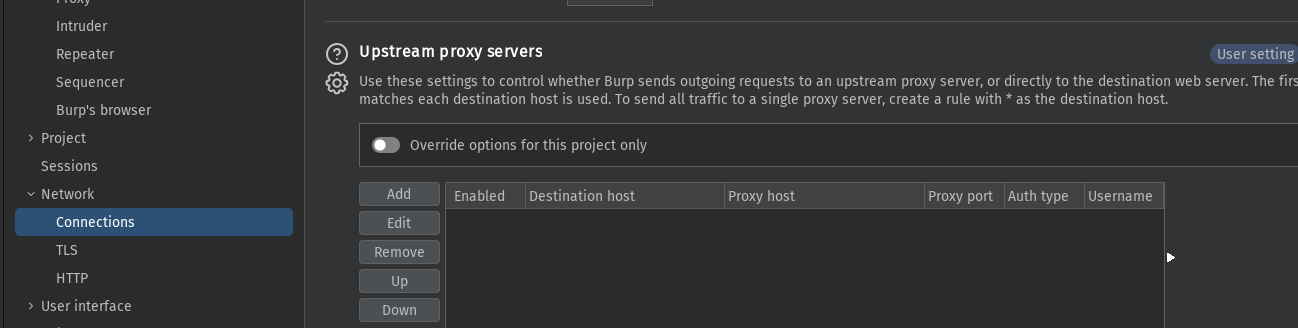 Proxy
Intruder
Repeater
Sequencer
Burp's browser
Project
Sessions
Network
Connections
TLS
HTTP
User interface
Upstream proxy servers
User setting
Use these settings to control whether Burp sends outgoing requests to an upstream proxy server, or directly to the destination web server. The firs
matches each destination host is used. To send all traffic to a single proxy server, create a rule with * as the destination host.
Override options for this project only
Add
Edit
Remove
Up
Down
Enabled Destination host Proxy host Proxy port Auth type Username